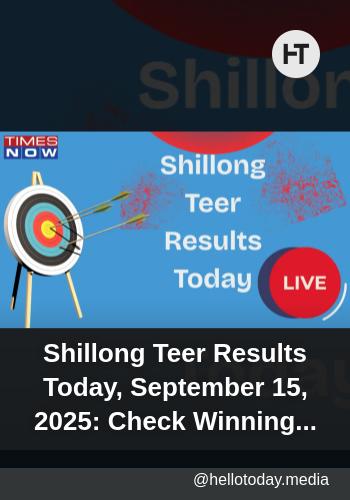 HT
Shillon
TIMES
NOW
Shillong
Teer
Results
Today
LIVE
Shillong Teer Results
Today, September 15,
2025: Check Winning...
@hellotoday.media